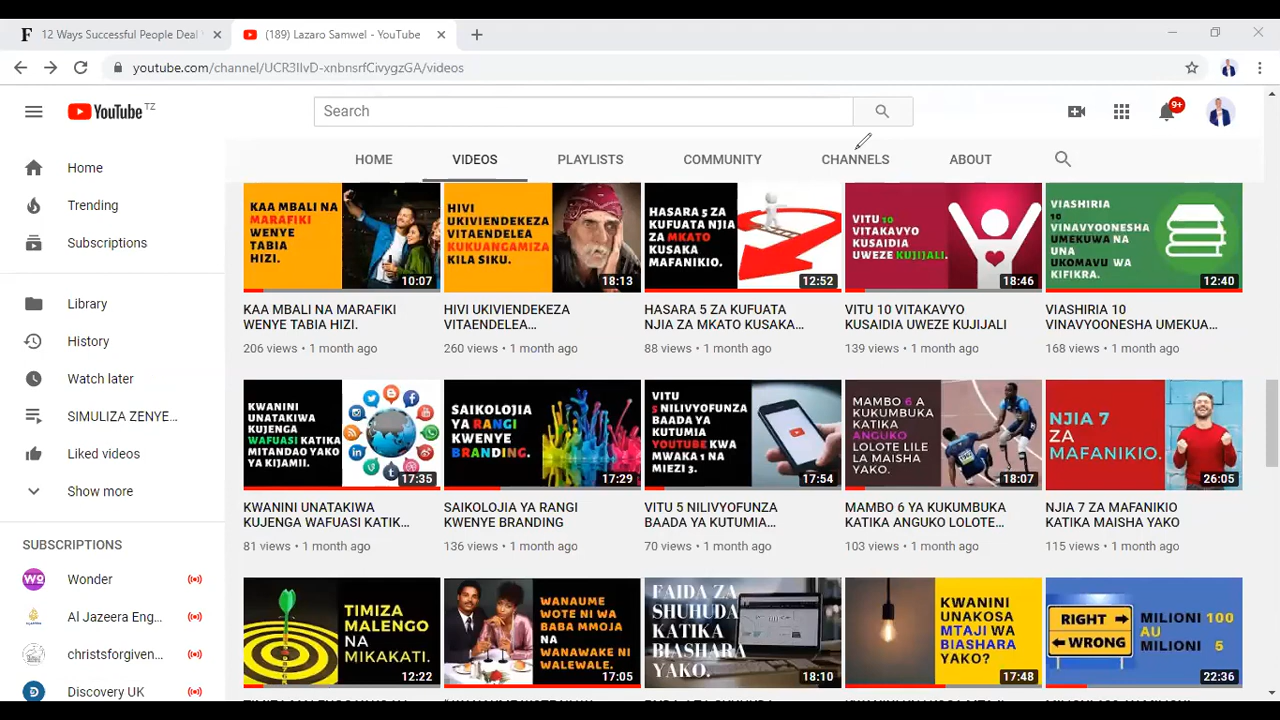 12 Ways Successful People Deal
(189) Lazaro Samwel - YouTube
youtube.com/channel/UCR3IIvD-xnbnsrfCivygzGA/videos
YouTube TZ
Search
9+
Home
Trending
Subscriptions
Library
History
Watch later
SIMULIZA ZENYE...
Liked videos
Show more
SUBSCRIPTIONS
Wonder
Al Jazeera Eng...
christsforgiven...
Discovery UK
HOME VIDEOS PLAYLISTS COMMUNITY CHANNELS ABOUT
KAA MBALI NA
MARAFIKI
WENYE
TABIA
HIZI.
10:07
KAA MBALI NA MARAFIKI
WENYE TABIA HIZI.
206 views • 1 month ago
HIVI
UKIVIENDEKEZA
VITAENDELEA
KUKUANGAMIZA
KILA SIKU.
18:13
HIVI UKIVIENDEKEZA
VITAENDELEA...
260 views • 1 month ago
HASARA 5 ZA
KUFUATA NJIA
ZA MKATO
KUSAKA
MAFANIKIO.
12:52
HASARA 5 ZA KUFUATA
NJIA ZA MKATO KUSAKA...
88 views • 1 month ago
VITU 10
VITAKAVYO
KUSAIDIA
UWEZE KUJIJALI.
18:46
VITU 10 VITAKAVYO
KUSAIDIA UWEZE KUJIJALI
139 views • 1 month ago
VIASHIRIA
10
VINAVYOONESHA
UMEKUWA NA
UNA
UKOMAVU WA
KIFIKRA.
12:40
VIASHIRIA 10
VINAVYOONESHA UMEKUA...
168 views • 1 month ago
KWANINI
UNATAKIWA
KUJENGA
WAFUASI KATIKA
MITANDAO YAKO
YA KIJAMII.
17:35
KWANINI UNATAKIWA
KUJENGA WAFUASI KATIK...
81 views • 1 month ago
SAIKOLOJIA
YA RANGI
KWENYE
BRANDING.
17:29
SAIKOLOJIA YA RANGI
KWENYE BRANDING
136 views • 1 month ago
VITU
5 NILIVYOFUNZA
BAADA YA
KUTUMIA
YOUTUBE KWA
MWAKA 1 NA
MIEZI 3.
17:54
VITU 5 NILIVYOFUNZA
BAADA YA KUTUMIA...
70 views • 1 month ago
MAMBO 6 A
KUKUMBUKA
KATIKA
ANGUKO
LOLOTE LILE
LA MAISHA
YAKO.
18:07
MAMBO 6 YA KUKUMBUKA
KATIKA ANGUKO LOLOTE...
103 views • 1 month ago
NJIA 7
ZA
MAFANIKIO.
26:05
NJIA 7 ZA MAFANIKIO
KATIKA MAISHA YAKO
115 views • 1 month ago
TIMIZA
MALENGO
NA
MIKAKATI.
12:22
WANAUME
WOTE NI WA
BABA MMOJA
NA
WANAWAKE NI
WALEWALE.
17:05
FAIDA ZA
SHUHUDA
KATIKA
BIASHARA
YAKO.
18:10
KWANINI
UNAKOSA
MTAJI WA
BIASHARA
YAKO?
17:48
RIGHT
WRONG
MILIONI 100
AU
MILIONI 5
22:36